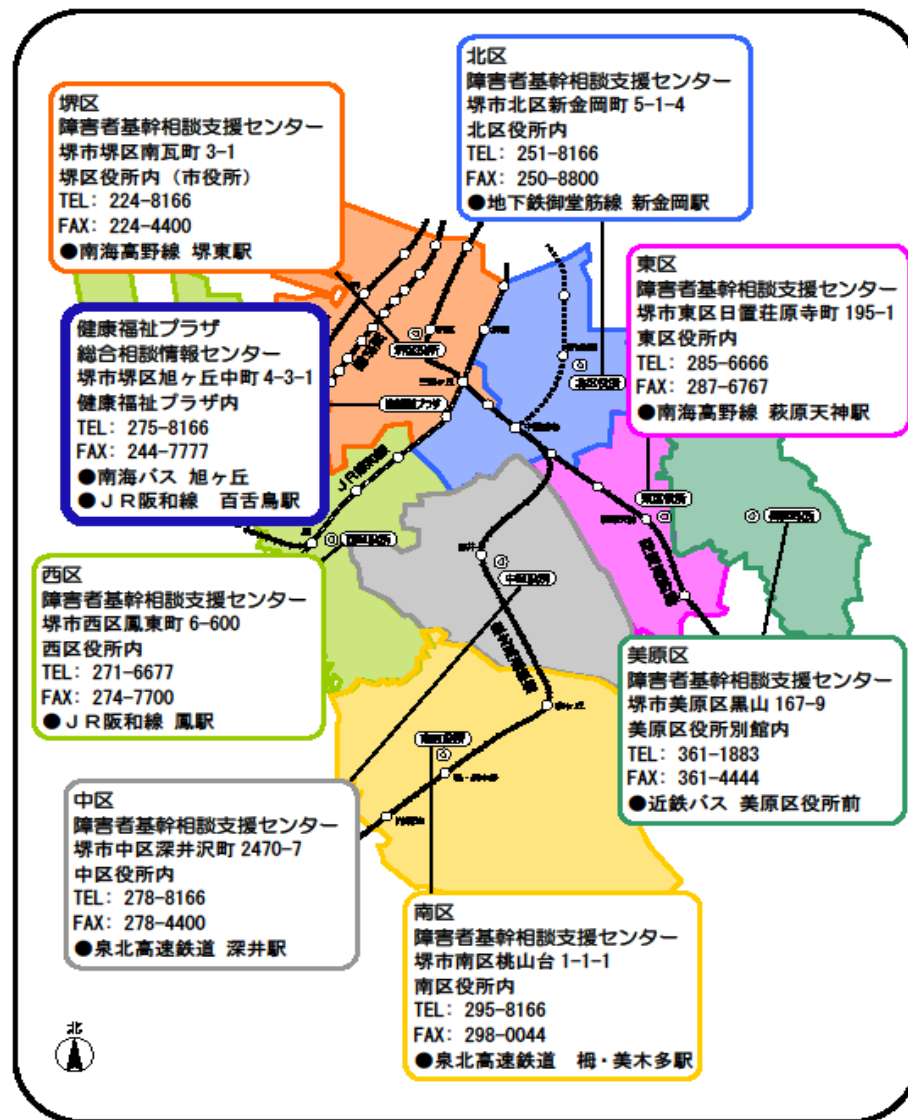 北区
障害者基幹相談支援センター
堺市北区新金岡町 5-1-4
北区役所内
TEL: 251-8166
FAX: 250-8800
●地下鉄御堂筋線 新金岡駅
堺区
障害者基幹相談支援センター
堺市堺区南瓦町 3-1
堺区役所内（市役所）
TEL: 224-8166
FAX: 224-4400
●南海高野線 堺東駅
東区
障害者基幹相談支援センター
堺市東区日置荘原寺町 195-1
東区役所内
TEL: 285-6666
FAX: 287-6767
●南海高野線 萩原天神駅
健康福祉プラザ
総合相談情報センター
堺市堺区旭ヶ丘中町 4-3-1
健康福祉プラザ内
TEL: 275-8166
FAX: 244-7777
●南海バス 旭ヶ丘
●ＪＲ阪和線 百舌鳥駅
北区役所
東区役所
ＪＲ阪和線
中区役所
西区
障害者基幹相談支援センター
堺市西区鳳東町 6-600
西区役所内
TEL: 271-6677
FAX: 274-7700
●ＪＲ阪和線 鳳駅
美原区
障害者基幹相談支援センター
堺市美原区黒山 167-9
美原区役所別館内
TEL: 361-1883
FAX: 361-4444
●近鉄バス 美原区役所前
中区
障害者基幹相談支援センター
堺市中区深井沢町 2470-7
中区役所内
TEL: 278-8166
FAX: 278-4400
●泉北高速鉄道 深井駅
南区
障害者基幹相談支援センター
堺市南区桃山台 1-1-1
南区役所内
TEL: 295-8166
FAX: 298-0044
●泉北高速鉄道 栂・美木多駅
北